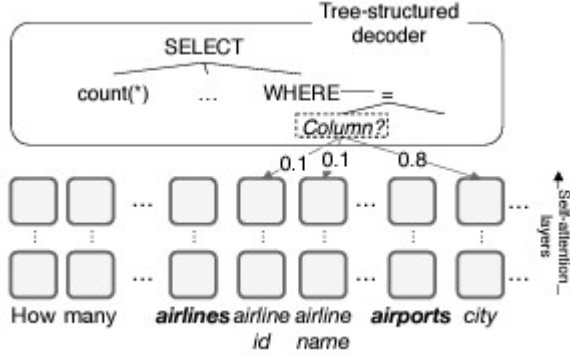 Tree-structured
decoder
SELECT
count(*) ... WHERE =
Column?
0.1 0.1 0.8
... ... ... ...
Self-attention
layers
... ... ...
How many airlines airline airline airports city
id name